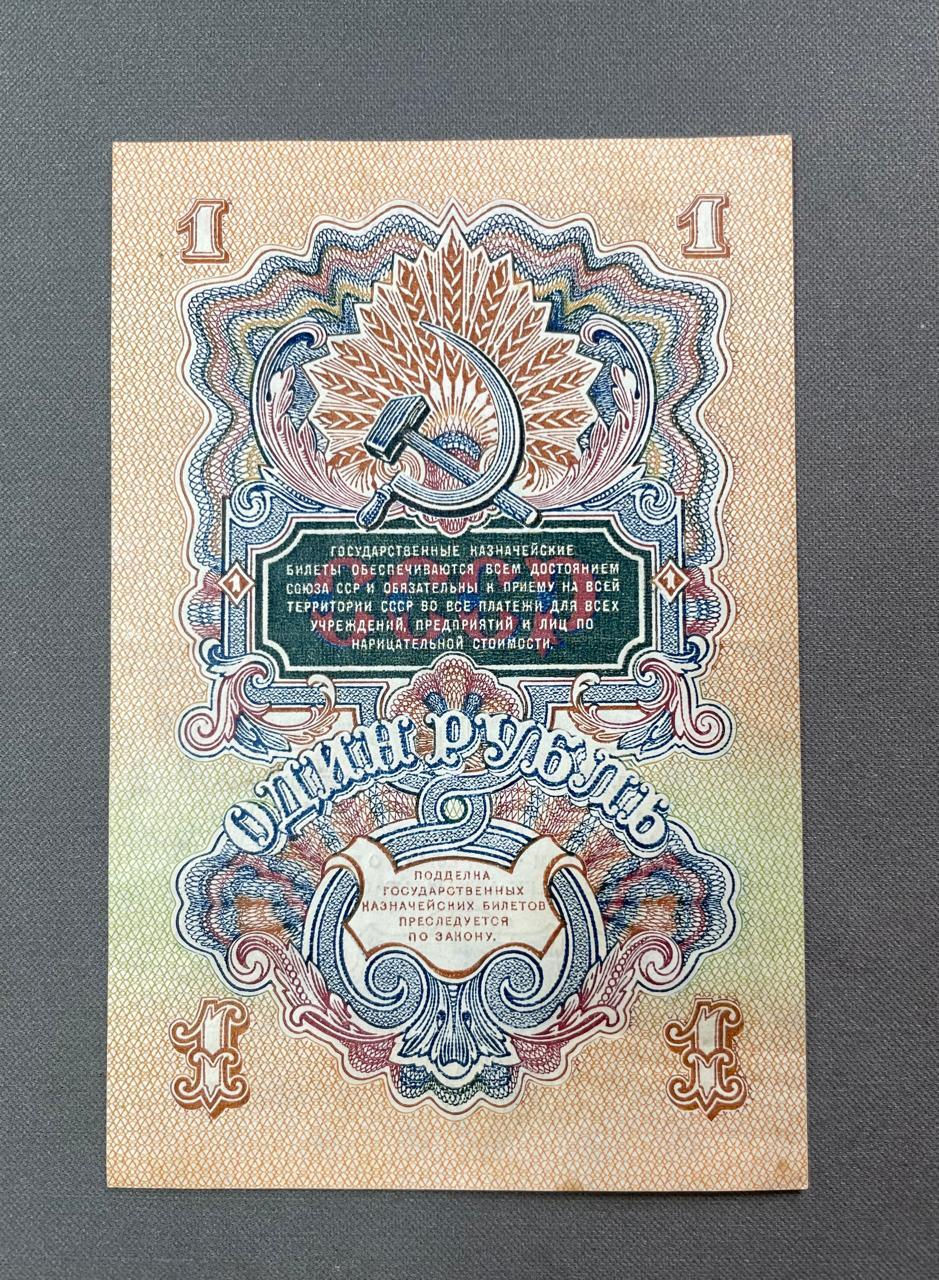 1 1
ГОСУДАРСТВЕННЫЕ КАЗНАЧЕЙСКИЕ
БИЛЕТЫ ОБЕСПЕЧИВАЮТСЯ ВСЕМ ДОСТОЯНИЕМ
СОЮЗА ССР И ОБЯЗАТЕЛЬНЫ К ПРИЕМУ НА ВСЕЙ
1 1
ТЕРРИТОРИИ СССР ВО ВСЕ ПЛАТЕЖИ ДЛЯ ВСЕХ
УЧРЕЖДЕНИЙ, ПРЕДПРИЯТИЙ И ЛИЦ ПО
НАРИЦАТЕЛЬНОЙ СТОИМОСТИ.
СССР
ОДИН РУБЛЬ
ПОДДЕЛКА
ГОСУДАРСТВЕННЫХ
КАЗНАЧЕЙСКИХ БИЛЕТОВ
ПРЕСЛЕДУЕТСЯ
ПО ЗАКОНУ.
1 1